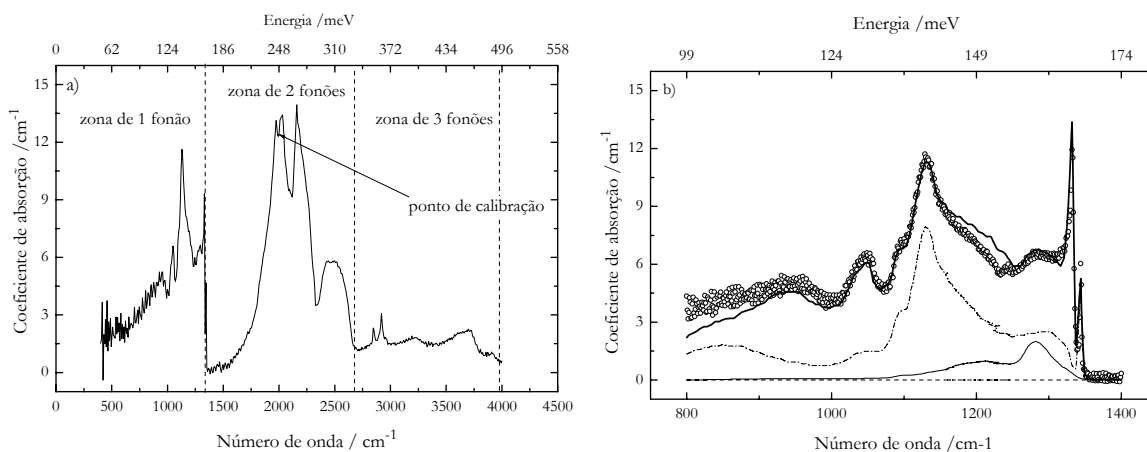 Energia /meV
0 62 124 186 248 310 372 434 496 558
a)
zona de 1 fonão
zona de 2 fonões
zona de 3 fonões
ponto de calibração
Coeficiente de absorção /cm-1
15
12
9
6
3
0
0 500 1000 1500 2000 2500 3000 3500 4000 4500
Número de onda / cm-1
Energia /meV
99 124 149 174
b)
Coeficiente de absorção /cm-1
15
12
9
6
3
0
800 1000 1200 1400
Número de onda /cm-1